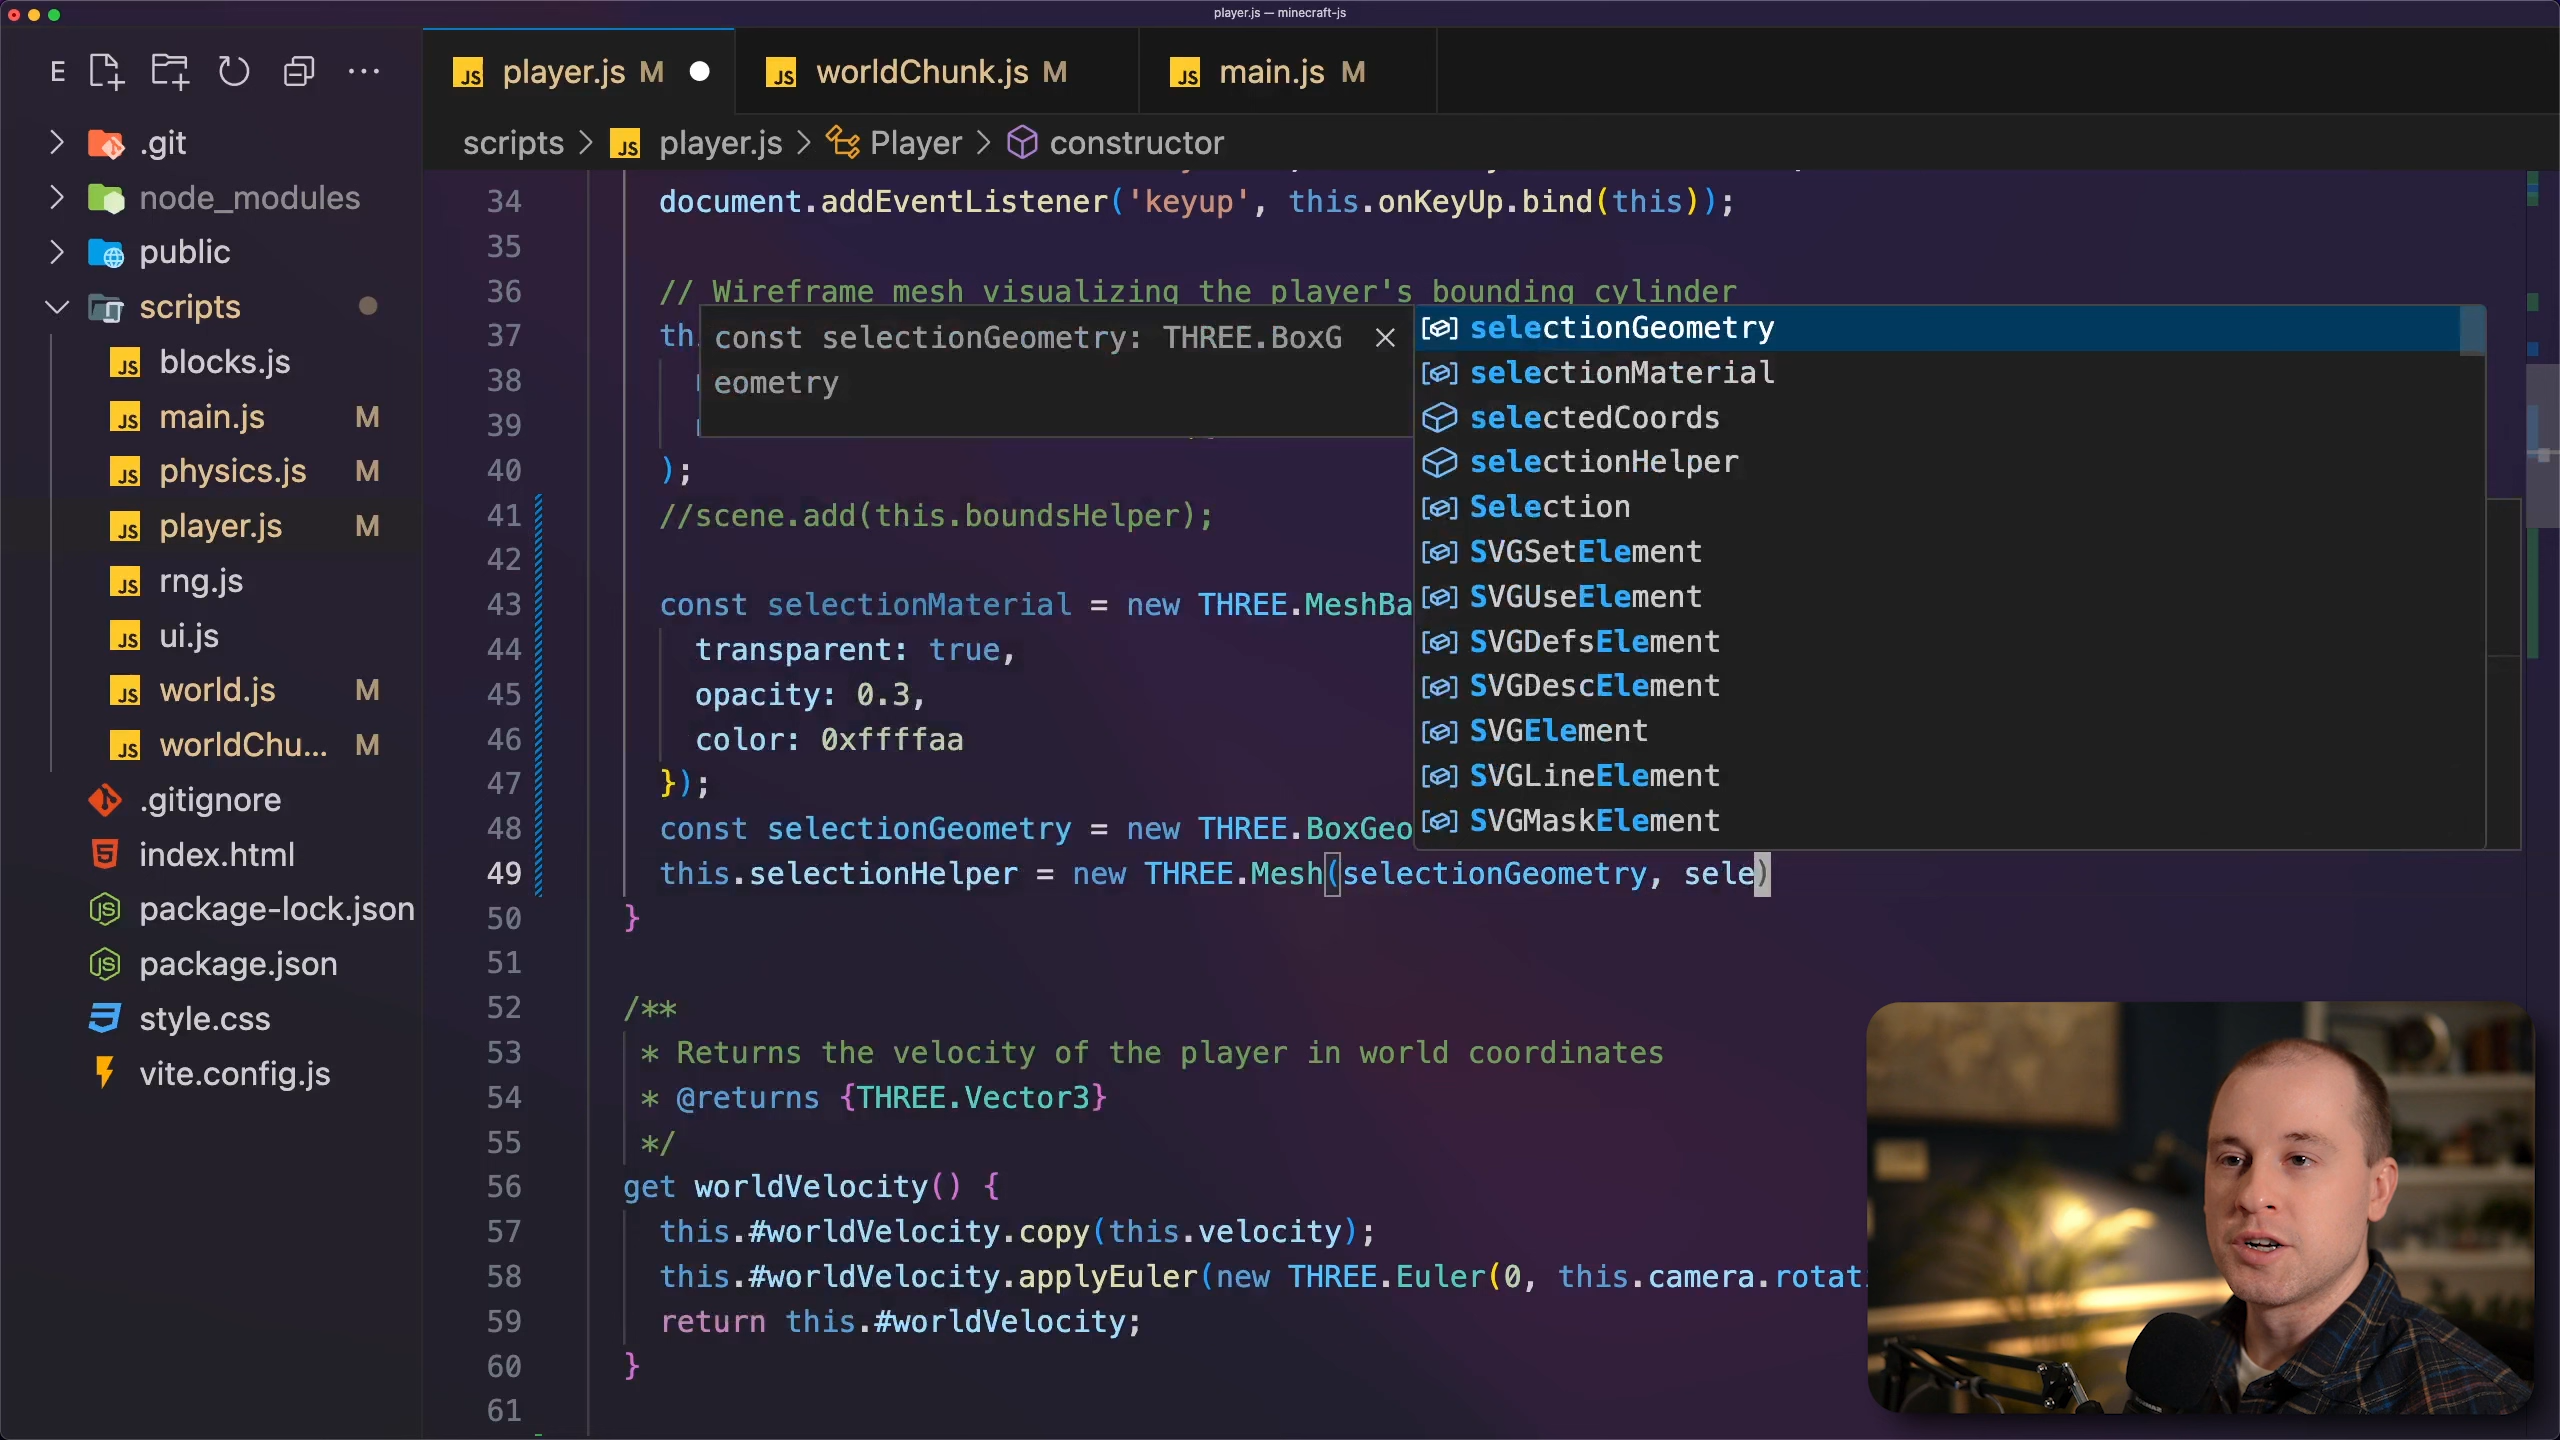 player.js — minecraft-js
E
player.js M
worldChunk.js M
main.js M
scripts > player.js > Player > constructor
.git
node_modules
public
scripts
blocks.js
main.js M
physics.js M
player.js M
rng.js
ui.js
world.js M
worldChu... M
.gitignore
index.html
package-lock.json
package.json
style.css
vite.config.js
34 document.addEventListener('keyup', this.onKeyUp.bind(this));
35
36 // Wireframe mesh visualizing the player's bounding cylinder
37 th
38
39
40 );
41 //scene.add(this.boundsHelper);
42
43 const selectionMaterial = new THREE.MeshBa
44 transparent: true,
45 opacity: 0.3,
46 color: 0xffffaa
47 });
48 const selectionGeometry = new THREE.BoxGeo
49 this.selectionHelper = new THREE.Mesh(selectionGeometry, sele)
50 }
51
52 /**
53 * Returns the velocity of the player in world coordinates
54 * @returns {THREE.Vector3}
55 */
56 get worldVelocity() {
57 this.#worldVelocity.copy(this.velocity);
58 this.#worldVelocity.applyEuler(new THREE.Euler(0, this.camera.rotat
59 return this.#worldVelocity;
60 }
61
const selectionGeometry: THREE.BoxG
eometry
selectionGeometry
selectionMaterial
selectedCoords
selectionHelper
Selection
SVGSetElement
SVGUseElement
SVGDefsElement
SVGDescElement
SVGElement
SVGLineElement
SVGMaskElement